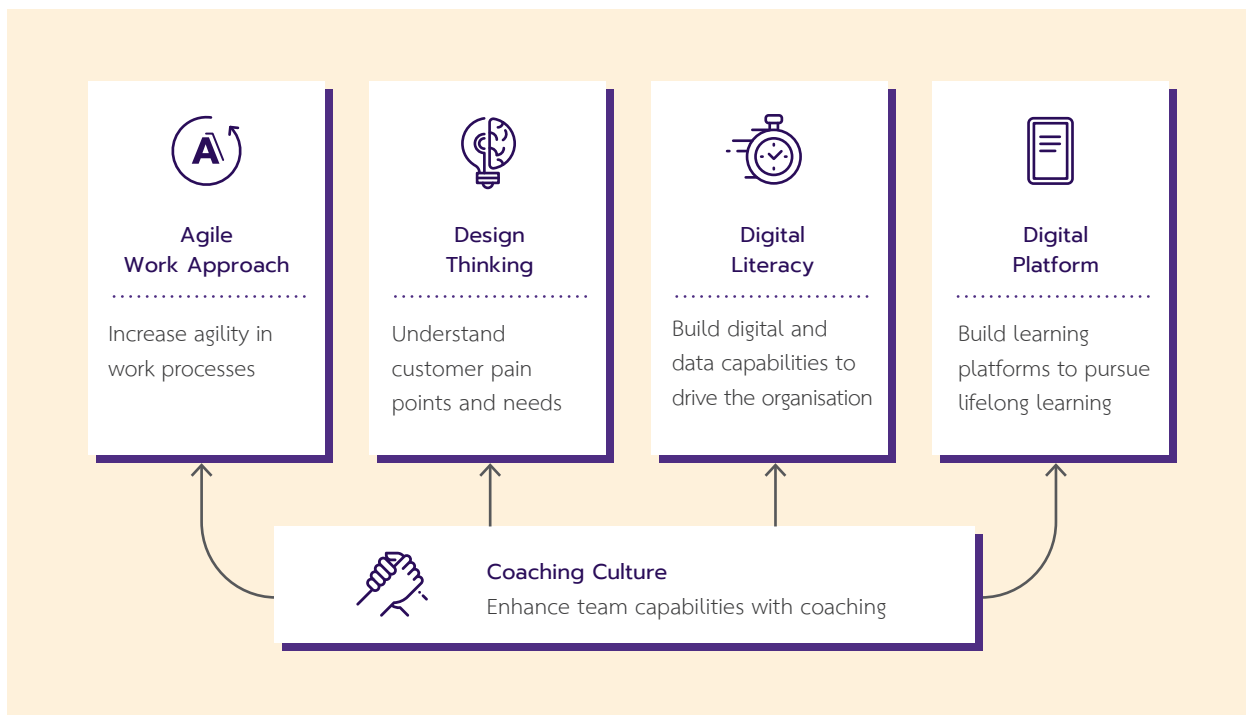 A
Agile
Work Approach
Increase agility in
work processes
Design
Thinking
Understand
customer pain
points and needs
Digital
Literacy
Build digital and
data capabilities to
drive the organisation
Digital
Platform
Build learning
platforms to pursue
lifelong learning
Coaching Culture
Enhance team capabilities with coaching